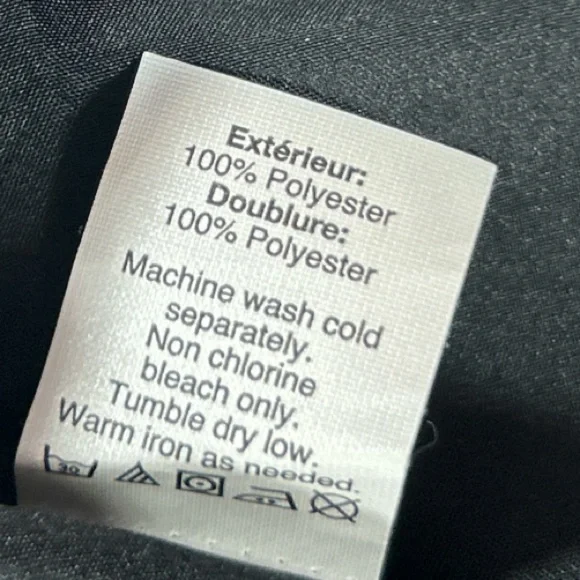 Extérieur:
100% Polyester
Doublure:
100% Polyester
Machine wash cold
separately.
Non chlorine
bleach only.
Tumble dry low.
Warm iron as needed.
30